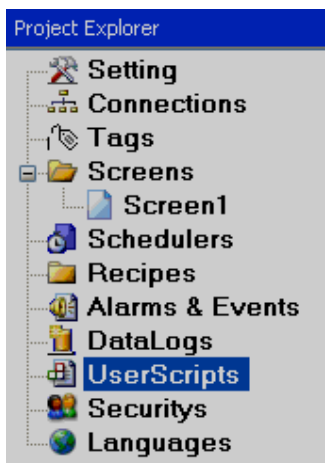 Project Explorer
Setting
Connections
Tags
Screens
Screen1
Schedulers
Recipes
Alarms & Events
DataLogs
UserScripts
Securitys
Languages